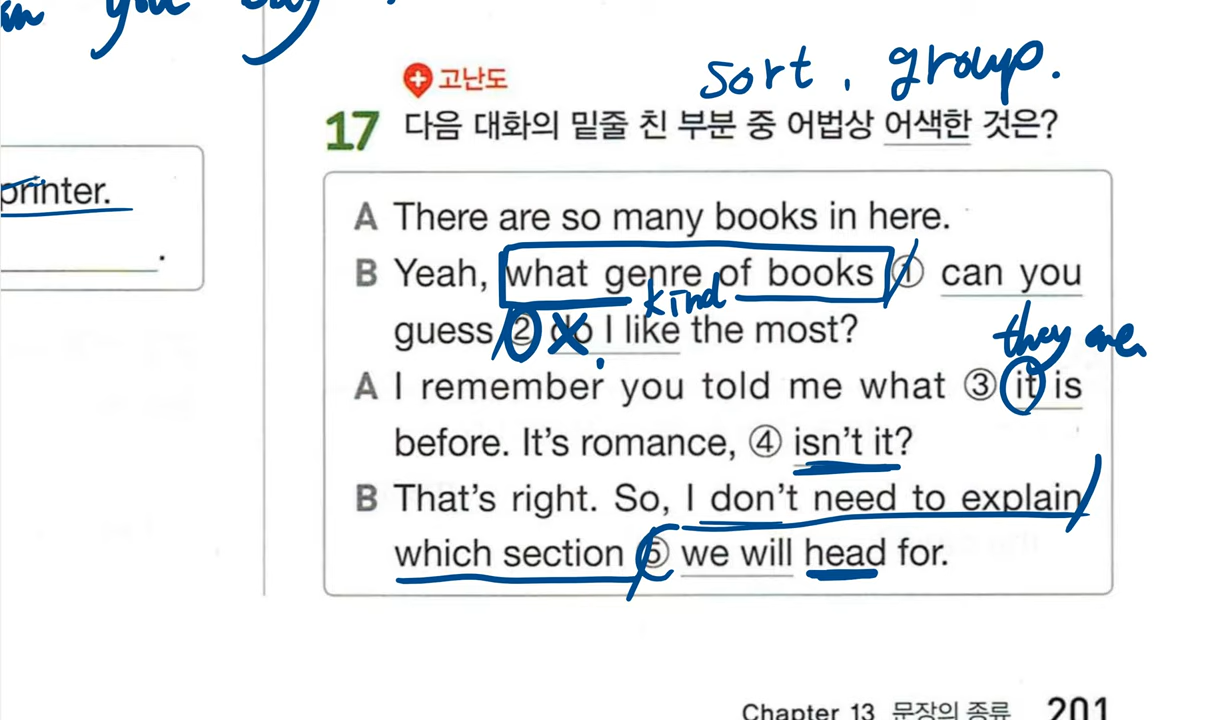 you
sort, group.
고난도
17 다음 대화의 밑줄 친 부분 중 어법상 어색한 것은?
printer.
.
A There are so many books in here.
B Yeah, what genre of books ① can you
kind
guess ② do I like the most?
they are
A I remember you told me what ③ it is
before. It's romance, ④ isn't it?
B That's right. So, I don't need to explain
which section ⑤ we will head for.
Chapter 13 문장의 종류 201